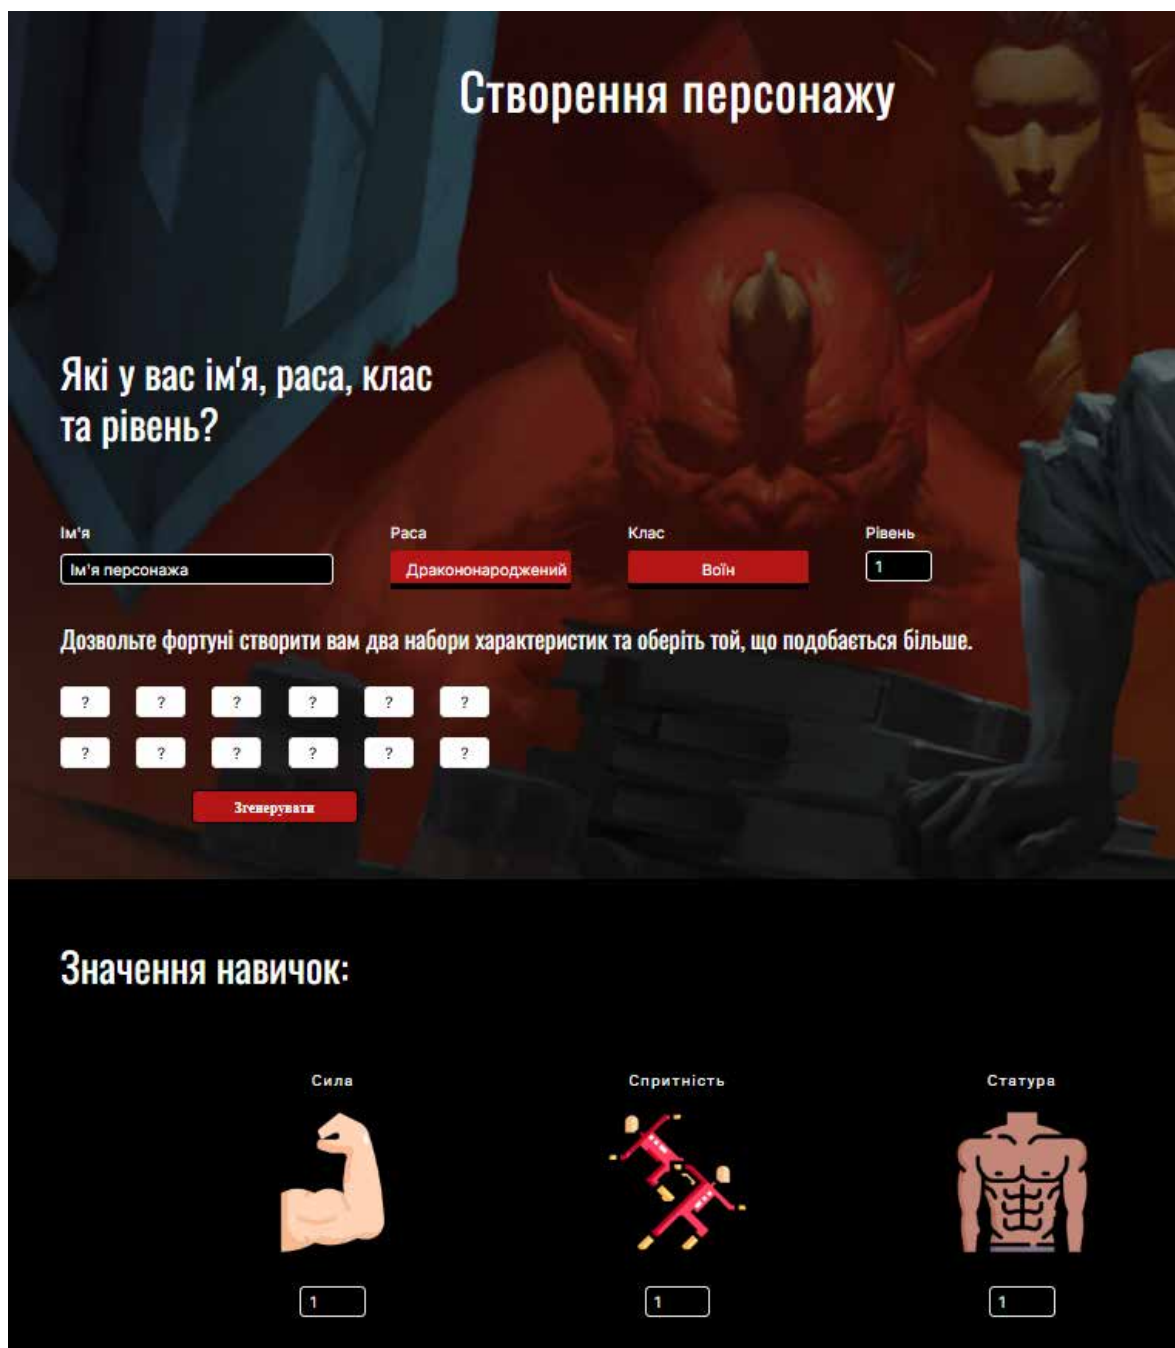 Створення персонажу
Які у вас ім'я, раса, клас
та рівень?
Ім'я Раса Клас Рівень
Ім'я персонажа Дракононароджений Воїн 1
Дозвольте фортуні створити вам два набори характеристик та оберіть той, що подобається більше.
? ? ? ? ? ?
? ? ? ? ? ?
Згенерувати
Значення навичок:
Сила Спритність Статура
1 1 1